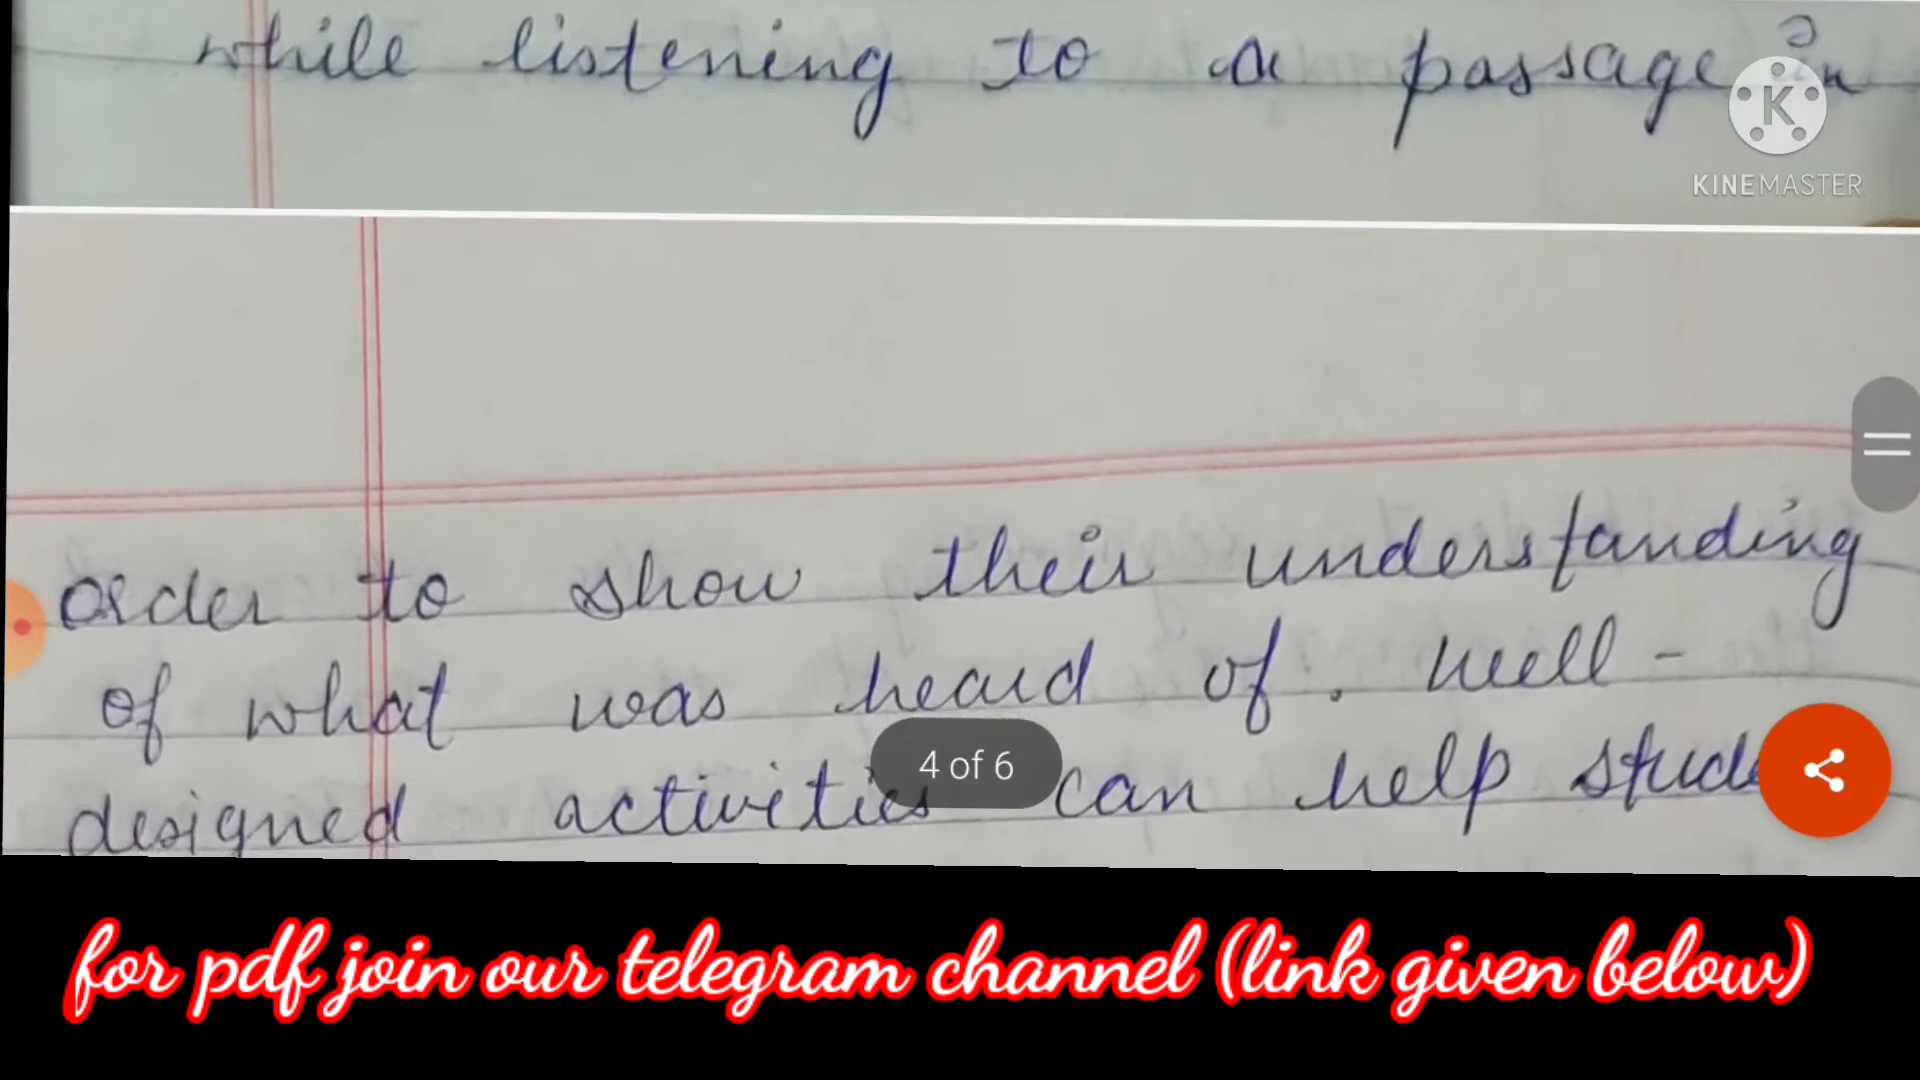 while listening to a passage in
K
KINEMASTER
order to show their understanding
of what was heard of. Well -
designed activities can help stude
4 of 6
for pdf join our telegram channel (link given below)